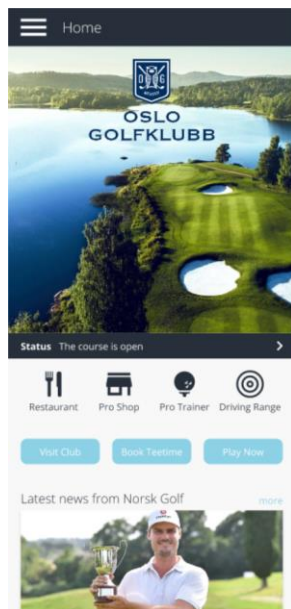 Home
OSLO
GOLFKLUBB
Status The course is open
Restaurant Pro Shop Pro Trainer Driving Range
Visit Club Book Teetime Play Now
Latest news from Norsk Golf more